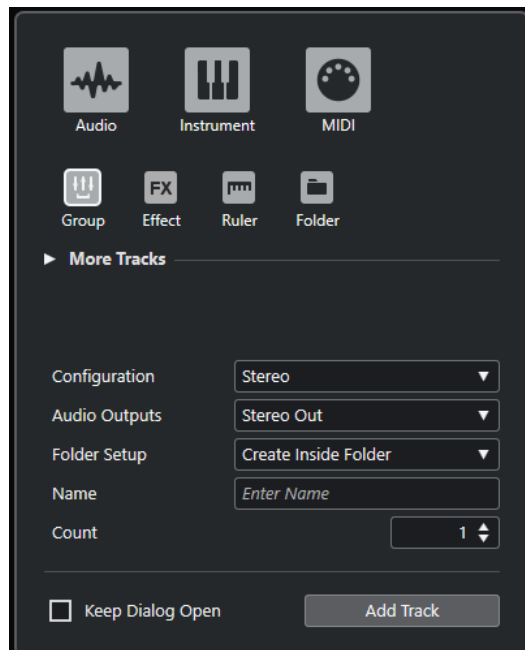 Audio Instrument MIDI
FX
Group Effect Ruler Folder
More Tracks
Configuration Stereo
Audio Outputs Stereo Out
Folder Setup Create Inside Folder
Name Enter Name
Count 1
Keep Dialog Open Add Track